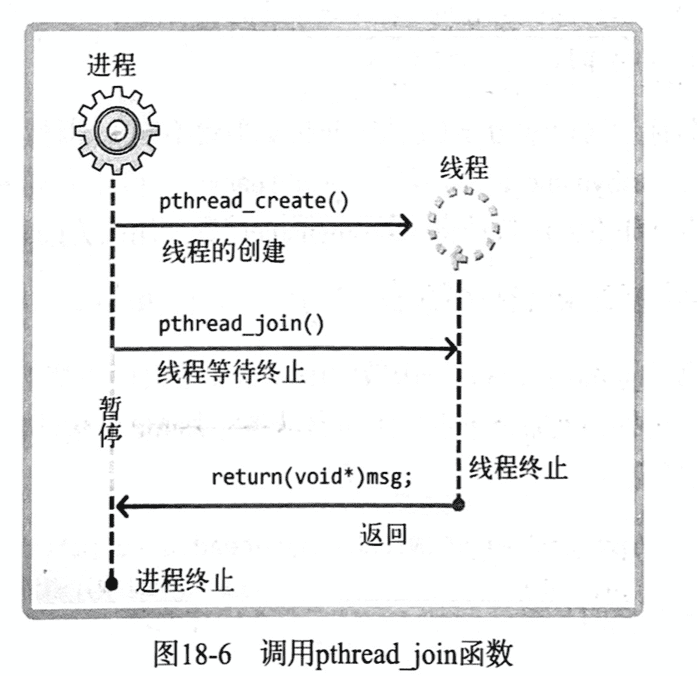 进程
线程
pthread_create()
线程的创建
pthread_join()
线程等待终止
暂停
线程终止
return(void*)msg;
返回
进程终止
图18-6 调用pthread_join函数